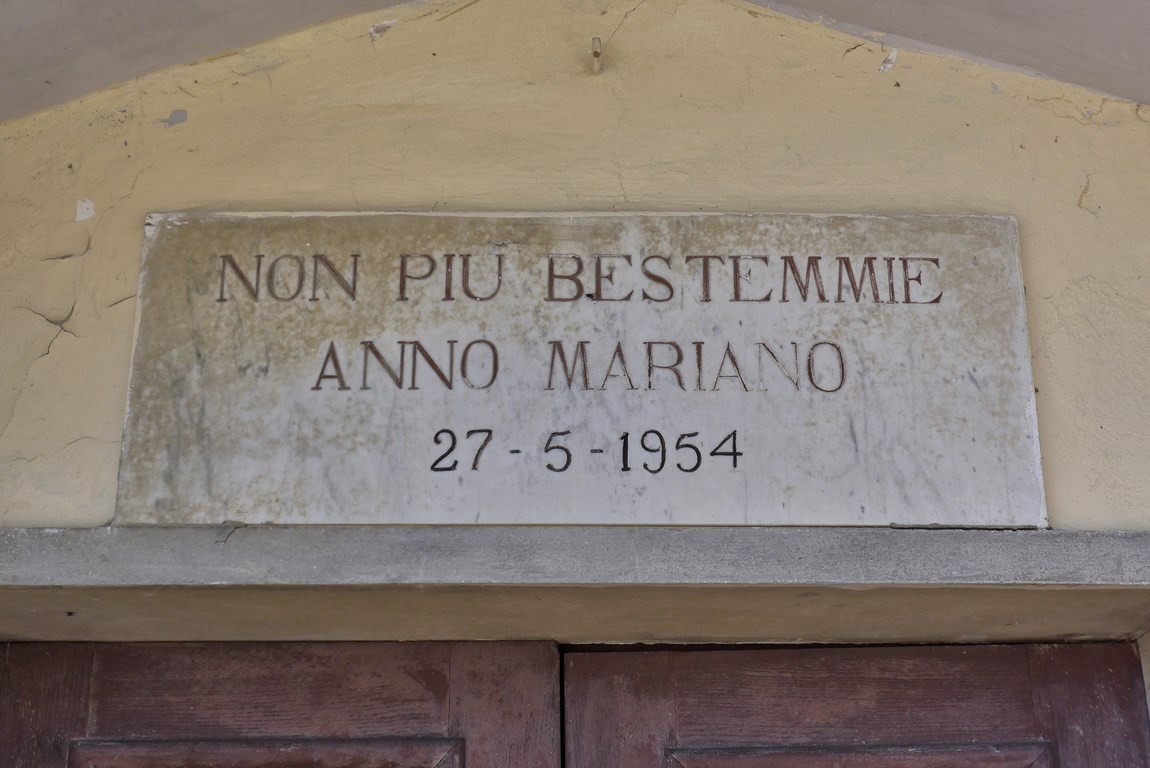 NON PIU BESTEMMIE
ANNO MARIANO
27-5-1954